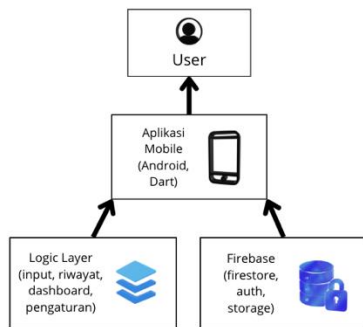 User
Aplikasi
Mobile
(Android,
Dart)
Logic Layer
(input, riwayat,
dashboard,
pengaturan)
Firebase
(firestore,
auth,
storage)